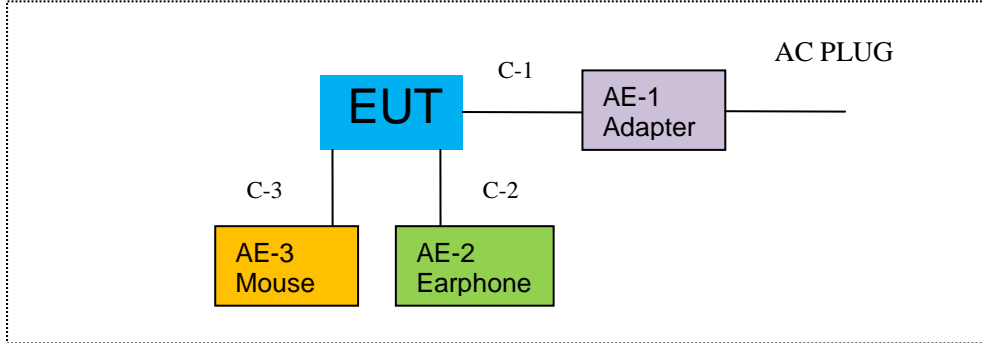 AC PLUG
C-1
EUT
AE-1
Adapter
C-3
C-2
AE-3
Mouse
AE-2
Earphone